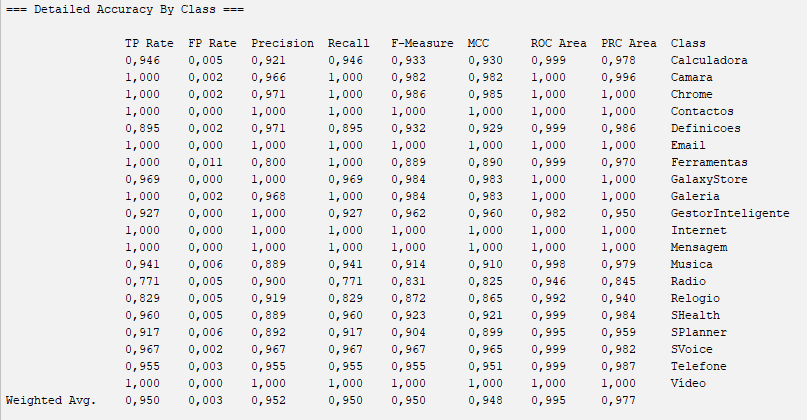 === Detailed Accuracy By Class ===
TP Rate FP Rate Precision Recall F-Measure MCC ROC Area PRC Area Class
0,946 0,005 0,921 0,946 0,933 0,930 0,999 0,978 Calculadora
1,000 0,002 0,966 1,000 0,982 0,982 1,000 0,996 Camara
1,000 0,002 0,971 1,000 0,986 0,985 1,000 1,000 Chrome
1,000 0,000 1,000 1,000 1,000 1,000 1,000 1,000 Contactos
0,895 0,002 0,971 0,895 0,932 0,929 0,999 0,986 Definicoes
1,000 0,000 1,000 1,000 1,000 1,000 1,000 1,000 Email
1,000 0,011 0,800 1,000 0,889 0,890 0,999 0,970 Ferramentas
0,969 0,000 1,000 0,969 0,984 0,983 1,000 1,000 GalaxyStore
1,000 0,002 0,968 1,000 0,984 0,983 1,000 1,000 Galeria
0,927 0,000 1,000 0,927 0,962 0,960 0,982 0,950 GestorInteligente
1,000 0,000 1,000 1,000 1,000 1,000 1,000 1,000 Internet
1,000 0,000 1,000 1,000 1,000 1,000 1,000 1,000 Mensagem
0,941 0,006 0,889 0,941 0,914 0,910 0,998 0,979 Musica
0,771 0,005 0,900 0,771 0,831 0,825 0,946 0,845 Radio
0,829 0,005 0,919 0,829 0,872 0,865 0,992 0,940 Relogio
0,960 0,005 0,889 0,960 0,923 0,921 0,999 0,984 SHealth
0,917 0,006 0,892 0,917 0,904 0,899 0,995 0,959 SPlanner
0,967 0,002 0,967 0,967 0,967 0,965 0,999 0,982 SVoice
0,955 0,003 0,955 0,955 0,955 0,951 0,999 0,987 Telefone
1,000 0,000 1,000 1,000 1,000 1,000 1,000 1,000 Vídeo
Weighted Avg. 0,950 0,003 0,952 0,950 0,950 0,948 0,995 0,977